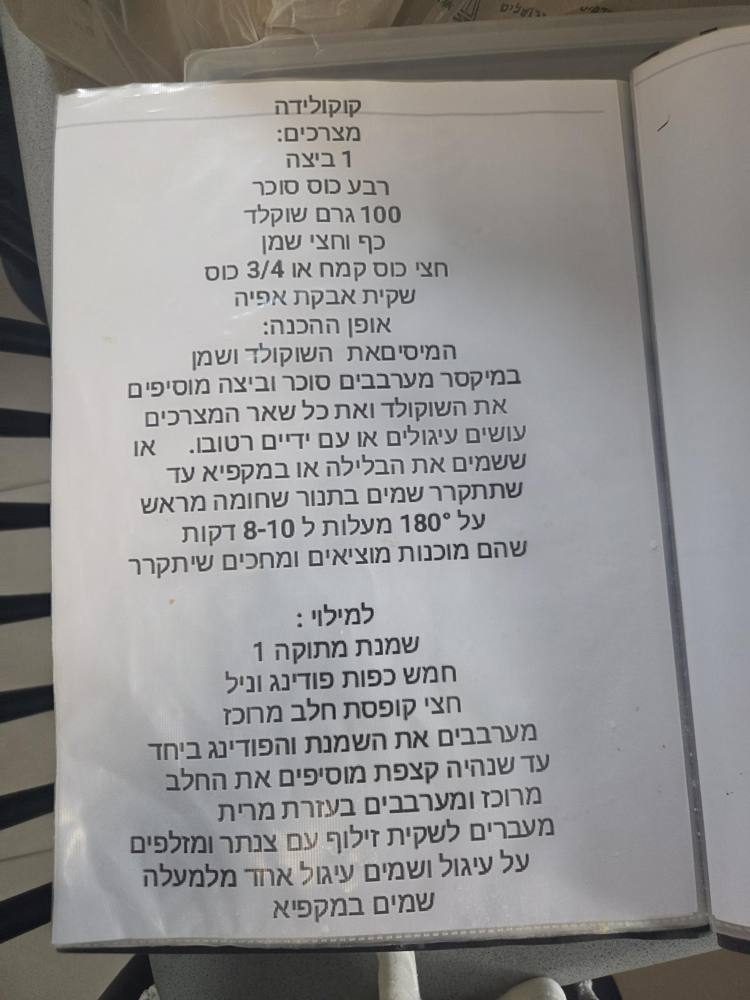 קוקולידה
מצרכים:
1 ביצה
רבע כוס סוכר
100 גרם שוקלד
כף וחצי שמן
חצי כוס קמח או 3/4 כוס
שקית אבקת אפיה
אופן ההכנה:
המיסיםאת השוקולד ושמן
במיקסר מערבבים סוכר וביצה מוסיפים
את השוקולד ואת כל שאר המצרכים
עושים עיגולים או עם ידיים רטובו. או
ששמים את הבלילה או במקפיא עד
שתתקרר שמים בתנור שחומה מראש
על 180° מעלות ל 8-10 דקות
שהם מוכנות מוציאים ומחכים שיתקרר
למילוי :
שמנת מתוקה 1
חמש כפות פודינג וניל
חצי קופסת חלב מרוכז
מערבבים את השמנת והפודינג ביחד
עד שנהיה קצפת מוסיפים את החלב
מרוכז ומערבבים בעזרת מרית
מעברים לשקית זילוף עם צנתר ומזלפים
על עיגול ושמים עיגול אחד מלמעלה
שמים במקפיא